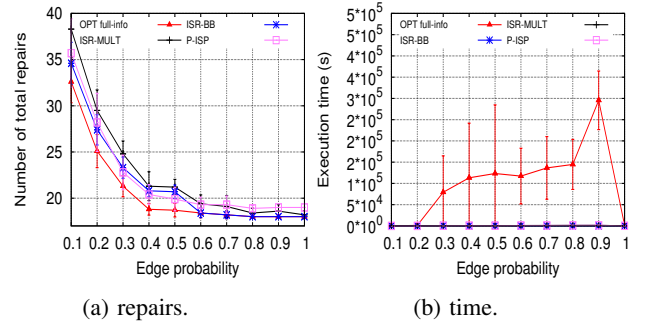 OPT full-info
ISR-BB
ISR-MULT
P-ISP
Number of total repairs
40
35
30
25
20
0.1 0.2 0.3 0.4 0.5 0.6 0.7 0.8 0.9 1
Edge probability
(a) repairs.
OPT full-info
ISR-MULT
ISR-BB
P-ISP
Execution time (s)
5*10^5
4*10^5
4*10^5
3*10^5
3*10^5
2*10^5
2*10^5
1*10^5
5*10^4
0*10^0
0.1 0.2 0.3 0.4 0.5 0.6 0.7 0.8 0.9 1
Edge probability
(b) time.